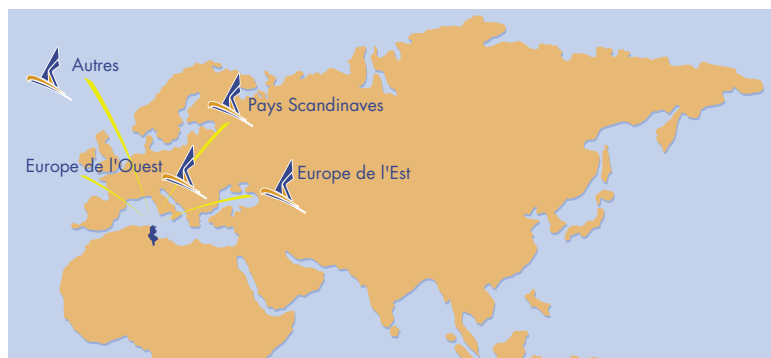 Autres
Pays Scandinaves
Europe de l'Ouest
Europe de l'Est